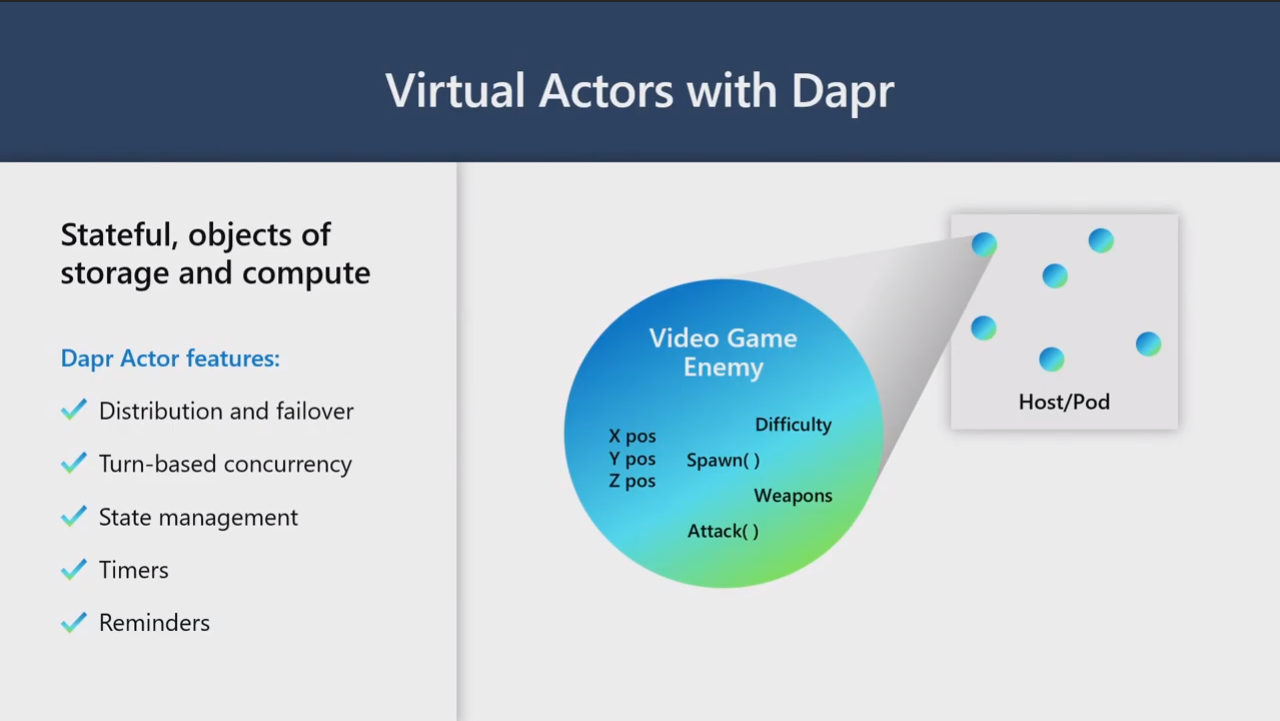 Virtual Actors with Dapr
Stateful, objects of
storage and compute
Dapr Actor features:
Distribution and failover
Turn-based concurrency
State management
Timers
Reminders
Video Game
Enemy
X pos
Y pos
Z pos
Difficulty
Spawn( )
Weapons
Attack( )
Host/Pod